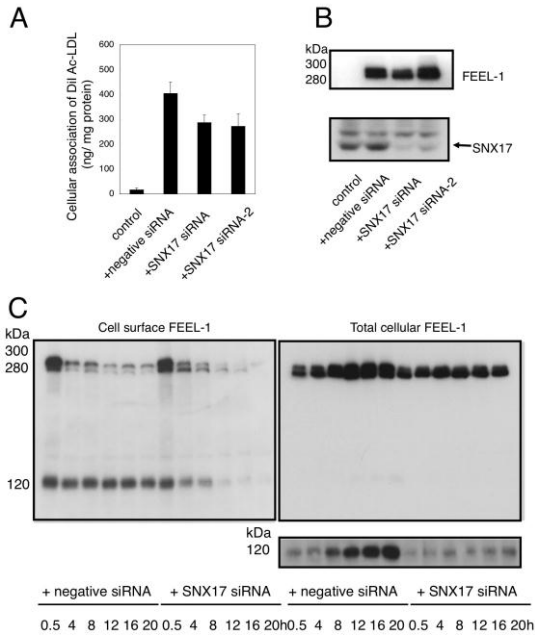 A
Cellular association of DiI Ac-LDL
(ng/ mg protein)
600
500
400
300
200
100
0
control
+negative siRNA
+SNX17 siRNA
+SNX17 siRNA-2
B
kDa
300
280
FEEL-1
SNX17
control
+negative siRNA
+SNX17 siRNA
+SNX17 siRNA-2
C
Cell surface FEEL-1
Total cellular FEEL-1
kDa
300
280
120
kDa
120
+ negative siRNA
+ SNX17 siRNA
+ negative siRNA
+ SNX17 siRNA
0.5 4 8 12 16 20 0.5 4 8 12 16 20h 0.5 4 8 12 16 20 0.5 4 8 12 16 20h